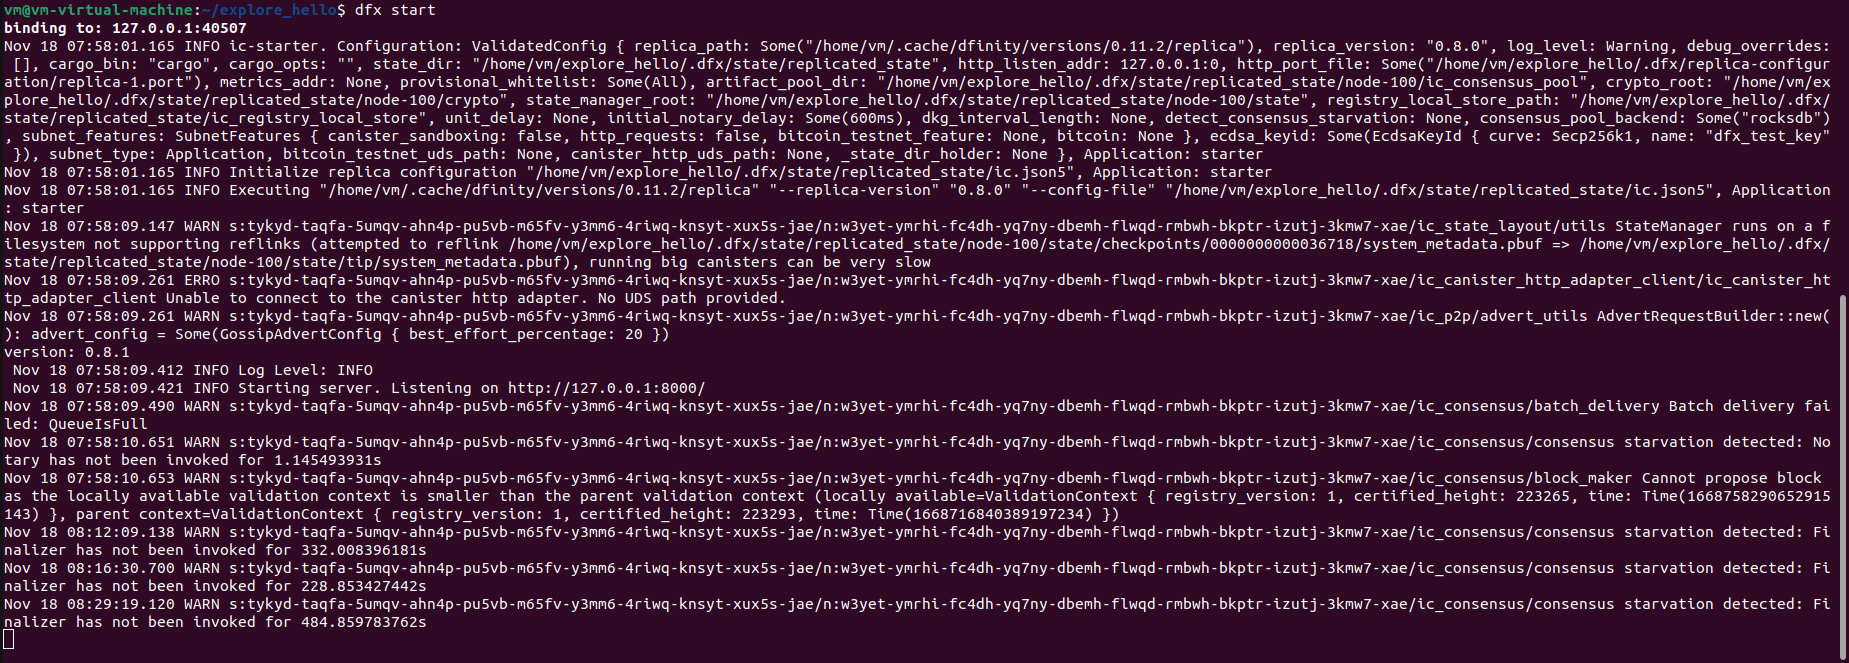 vm@vm-virtual-machine:~/explore_hello$ dfx start
binding to: 127.0.0.1:40507
Nov 18 07:58:01.165 INFO ic-starter. Configuration: ValidatedConfig { replica_path: Some("/home/vm/.cache/dfinity/versions/0.11.2/replica"), replica_version: "0.8.0", log_level: Warning, debug_overrides:
 [], cargo_bin: "cargo", cargo_opts: "", state_dir: "/home/vm/explore_hello/.dfx/state/replicated_state", http_listen_addr: 127.0.0.1:0, http_port_file: Some("/home/vm/explore_hello/.dfx/replica-configur
ation/replica-1.port"), metrics_addr: None, provisional_whitelist: Some(All), artifact_pool_dir: "/home/vm/explore_hello/.dfx/state/replicated_state/node-100/ic_consensus_pool", crypto_root: "/home/vm/ex
plore_hello/.dfx/state/replicated_state/node-100/crypto", state_manager_root: "/home/vm/explore_hello/.dfx/state/replicated_state/node-100/state", registry_local_store_path: "/home/vm/explore_hello/.dfx/
state/replicated_state/ic_registry_local_store", unit_delay: None, initial_notary_delay: Some(600ms), dkg_interval_length: None, detect_consensus_starvation: None, consensus_pool_backend: Some("rocksdb")
, subnet_features: SubnetFeatures { canister_sandboxing: false, http_requests: false, bitcoin_testnet_feature: None, bitcoin: None }, ecdsa_keyid: Some(EcdsaKeyId { curve: Secp256k1, name: "dfx_test_key"
 }), subnet_type: Application, bitcoin_testnet_uds_path: None, canister_http_uds_path: None, _state_dir_holder: None }, Application: starter
Nov 18 07:58:01.165 INFO Initialize replica configuration "/home/vm/explore_hello/.dfx/state/replicated_state/ic.json5", Application: starter
Nov 18 07:58:01.165 INFO Executing "/home/vm/.cache/dfinity/versions/0.11.2/replica" "--replica-version" "0.8.0" "--config-file" "/home/vm/explore_hello/.dfx/state/replicated_state/ic.json5", Application
: starter
Nov 18 07:58:09.147 WARN s:tykyd-taqfa-5umqv-ahn4p-pu5vb-m65fv-y3mm6-4riwq-knsyt-xux5s-jae/n:w3yet-ymrhi-fc4dh-yq7ny-dbemh-flwqd-rmbwh-bkptr-izutj-3kmw7-xae/ic_state_layout/utils StateManager runs on a f
ilesystem not supporting reflinks (attempted to reflink /home/vm/explore_hello/.dfx/state/replicated_state/node-100/state/checkpoints/0000000000036718/system_metadata.pbuf => /home/vm/explore_hello/.dfx/
state/replicated_state/node-100/state/tip/system_metadata.pbuf), running big canisters can be very slow
Nov 18 07:58:09.261 ERRO s:tykyd-taqfa-5umqv-ahn4p-pu5vb-m65fv-y3mm6-4riwq-knsyt-xux5s-jae/n:w3yet-ymrhi-fc4dh-yq7ny-dbemh-flwqd-rmbwh-bkptr-izutj-3kmw7-xae/ic_canister_http_adapter_client/ic_canister_ht
tp_adapter_client Unable to connect to the canister http adapter. No UDS path provided.
Nov 18 07:58:09.261 WARN s:tykyd-taqfa-5umqv-ahn4p-pu5vb-m65fv-y3mm6-4riwq-knsyt-xux5s-jae/n:w3yet-ymrhi-fc4dh-yq7ny-dbemh-flwqd-rmbwh-bkptr-izutj-3kmw7-xae/ic_p2p/advert_utils AdvertRequestBuilder::new(
): advert_config = Some(GossipAdvertConfig { best_effort_percentage: 20 })
version: 0.8.1
 Nov 18 07:58:09.412 INFO Log Level: INFO
 Nov 18 07:58:09.421 INFO Starting server. Listening on http://127.0.0.1:8000/
Nov 18 07:58:09.490 WARN s:tykyd-taqfa-5umqv-ahn4p-pu5vb-m65fv-y3mm6-4riwq-knsyt-xux5s-jae/n:w3yet-ymrhi-fc4dh-yq7ny-dbemh-flwqd-rmbwh-bkptr-izutj-3kmw7-xae/ic_consensus/batch_delivery Batch delivery fai
led: QueueIsFull
Nov 18 07:58:10.651 WARN s:tykyd-taqfa-5umqv-ahn4p-pu5vb-m65fv-y3mm6-4riwq-knsyt-xux5s-jae/n:w3yet-ymrhi-fc4dh-yq7ny-dbemh-flwqd-rmbwh-bkptr-izutj-3kmw7-xae/ic_consensus/consensus starvation detected: No
tary has not been invoked for 1.145493931s
Nov 18 07:58:10.653 WARN s:tykyd-taqfa-5umqv-ahn4p-pu5vb-m65fv-y3mm6-4riwq-knsyt-xux5s-jae/n:w3yet-ymrhi-fc4dh-yq7ny-dbemh-flwqd-rmbwh-bkptr-izutj-3kmw7-xae/ic_consensus/block_maker Cannot propose block
as the locally available validation context is smaller than the parent validation context (locally available=ValidationContext { registry_version: 1, certified_height: 223265, time: Time(1668758290652915
143) }, parent context=ValidationContext { registry_version: 1, certified_height: 223293, time: Time(1668716840389197234) })
Nov 18 08:12:09.138 WARN s:tykyd-taqfa-5umqv-ahn4p-pu5vb-m65fv-y3mm6-4riwq-knsyt-xux5s-jae/n:w3yet-ymrhi-fc4dh-yq7ny-dbemh-flwqd-rmbwh-bkptr-izutj-3kmw7-xae/ic_consensus/consensus starvation detected: Fi
nalizer has not been invoked for 332.008396181s
Nov 18 08:16:30.700 WARN s:tykyd-taqfa-5umqv-ahn4p-pu5vb-m65fv-y3mm6-4riwq-knsyt-xux5s-jae/n:w3yet-ymrhi-fc4dh-yq7ny-dbemh-flwqd-rmbwh-bkptr-izutj-3kmw7-xae/ic_consensus/consensus starvation detected: Fi
nalizer has not been invoked for 228.853427442s
Nov 18 08:29:19.120 WARN s:tykyd-taqfa-5umqv-ahn4p-pu5vb-m65fv-y3mm6-4riwq-knsyt-xux5s-jae/n:w3yet-ymrhi-fc4dh-yq7ny-dbemh-flwqd-rmbwh-bkptr-izutj-3kmw7-xae/ic_consensus/consensus starvation detected: Fi
nalizer has not been invoked for 484.859783762s